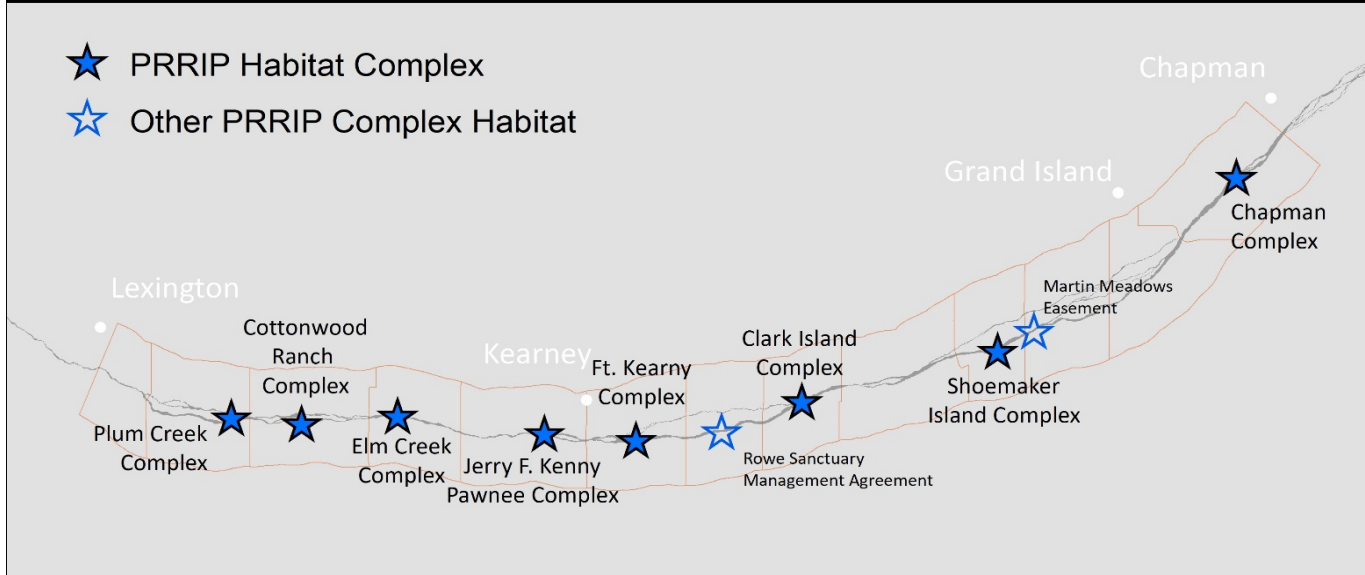 PRRIP Habitat Complex
Other PRRIP Complex Habitat
Chapman
Grand Island
Chapman
Complex
Martin Meadows
Easement
Lexington
Cottonwood
Ranch
Complex
Kearney
Clark Island
Complex
Ft. Kearny
Complex
Shoemaker
Island Complex
Plum Creek
Complex
Elm Creek
Complex
Jerry F. Kenny
Pawnee Complex
Rowe Sanctuary
Management Agreement